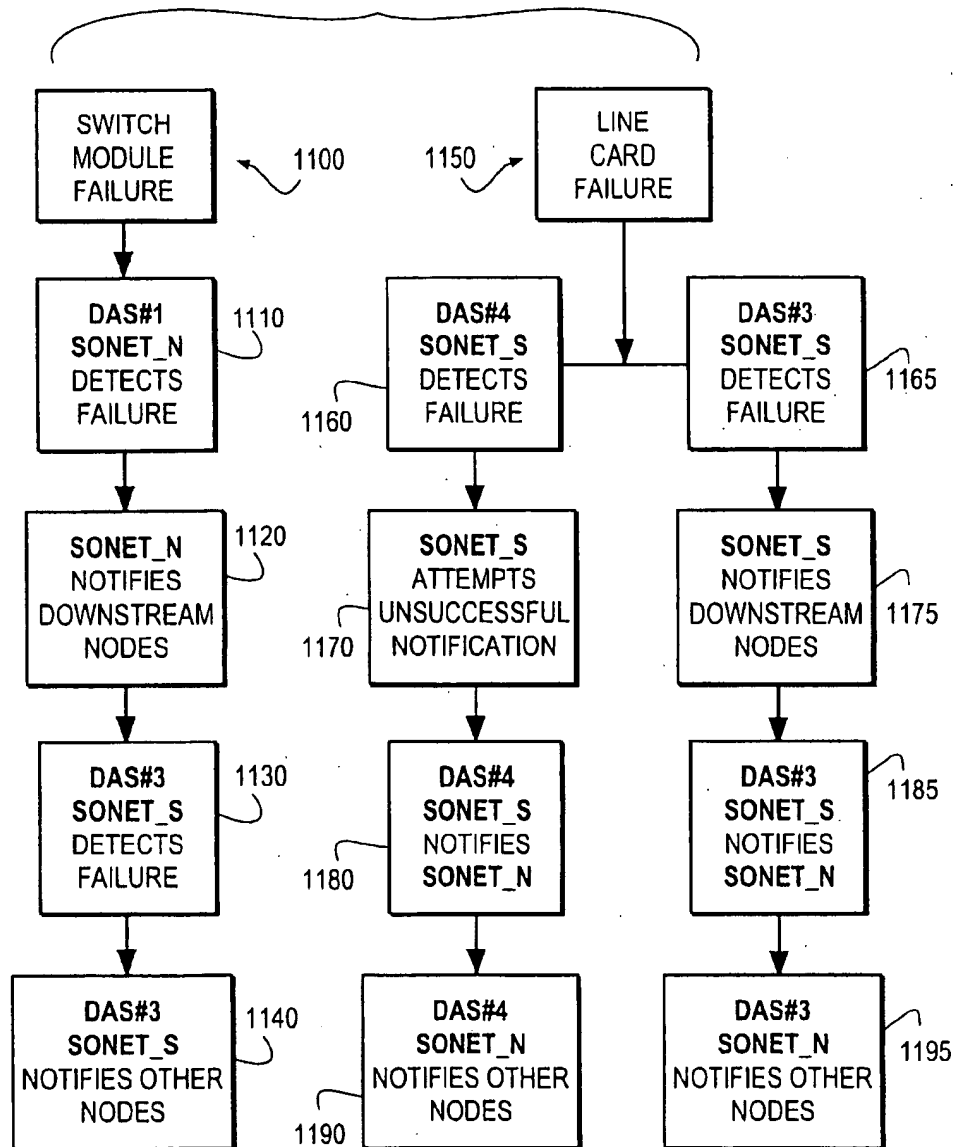 SWITCH
MODULE
FAILURE
1100
1150
LINE
CARD
FAILURE
DAS#1
SONET_N
DETECTS
FAILURE
1110
DAS#4
SONET_S
DETECTS
FAILURE
1160
DAS#3
SONET_S
DETECTS
FAILURE
1165
SONET_N
NOTIFIES
DOWNSTREAM
NODES
1120
SONET_S
ATTEMPTS
UNSUCCESSFUL
NOTIFICATION
1170
SONET_S
NOTIFIES
DOWNSTREAM
NODES
1175
DAS#3
SONET_S
DETECTS
FAILURE
1130
DAS#4
SONET_S
NOTIFIES
SONET_N
1180
DAS#3
SONET_S
NOTIFIES
SONET_N
1185
DAS#3
SONET_S
NOTIFIES OTHER
NODES
1140
DAS#4
SONET_N
NOTIFIES OTHER
NODES
1190
DAS#3
SONET_N
NOTIFIES OTHER
NODES
1195